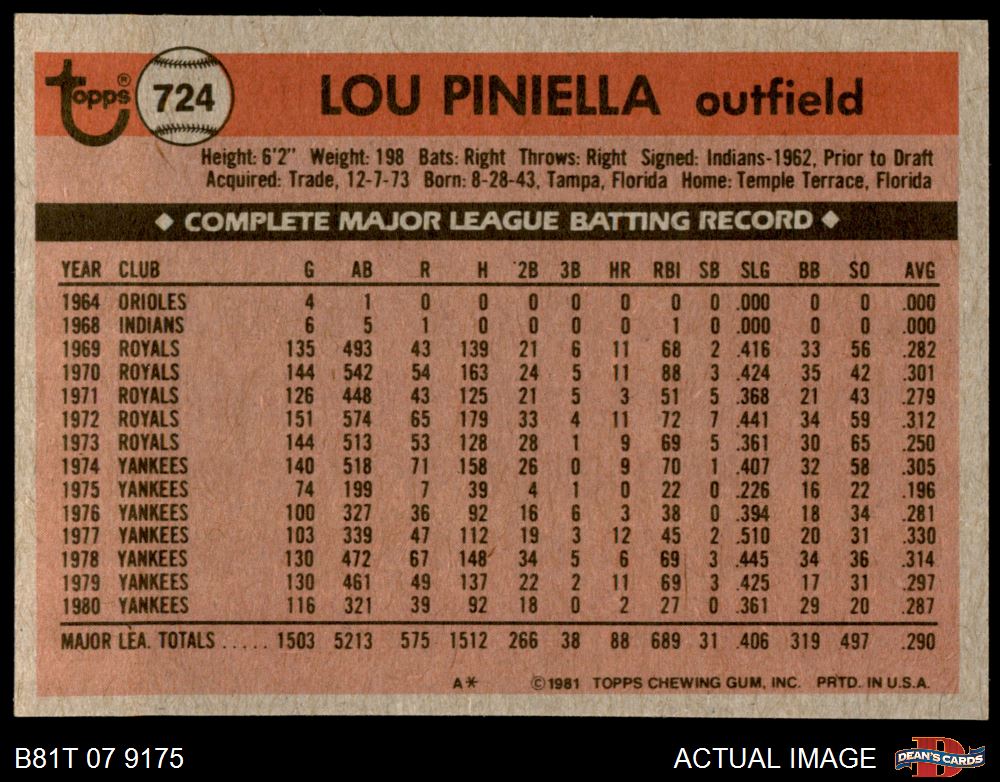 topps® 724 LOU PINIELLA outfield
Height: 6'2" Weight: 198 Bats: Right Throws: Right Signed: Indians-1962, Prior to Draft
Acquired: Trade, 12-7-73 Born: 8-28-43, Tampa, Florida Home: Temple Terrace, Florida
◆ COMPLETE MAJOR LEAGUE BATTING RECORD ◆
YEAR CLUB G AB R H 2B 3B HR RBI SB SLG BB SO AVG
1964 ORIOLES 4 1 0 0 0 0 0 0 0 .000 0 0 .000
1968 INDIANS 6 5 1 0 0 0 0 1 0 .000 0 0 .000
1969 ROYALS 135 493 43 139 21 6 11 68 2 .416 33 56 .282
1970 ROYALS 144 542 54 163 24 5 11 88 3 .424 35 42 .301
1971 ROYALS 126 448 43 125 21 5 3 51 5 .368 21 43 .279
1972 ROYALS 151 574 65 179 33 4 11 72 7 .441 34 59 .312
1973 ROYALS 144 513 53 128 28 1 9 69 5 .361 30 65 .250
1974 YANKEES 140 518 71 158 26 0 9 70 1 .407 32 58 .305
1975 YANKEES 74 199 7 39 4 1 0 22 0 .226 16 22 .196
1976 YANKEES 100 327 36 92 16 6 3 38 0 .394 18 34 .281
1977 YANKEES 103 339 47 112 19 3 12 45 2 .510 20 31 .330
1978 YANKEES 130 472 67 148 34 5 6 69 3 .445 34 36 .314
1979 YANKEES 130 461 49 137 22 2 11 69 3 .425 17 31 .297
1980 YANKEES 116 321 39 92 18 0 2 27 0 .361 29 20 .287
MAJOR LEA. TOTALS ..... 1503 5213 575 1512 266 38 88 689 31 .406 319 497 .290
A* ©1981 TOPPS CHEWING GUM, INC. PRTD. IN U.S.A.
B81T 07 9175 ACTUAL IMAGE DEAN'S CARDS